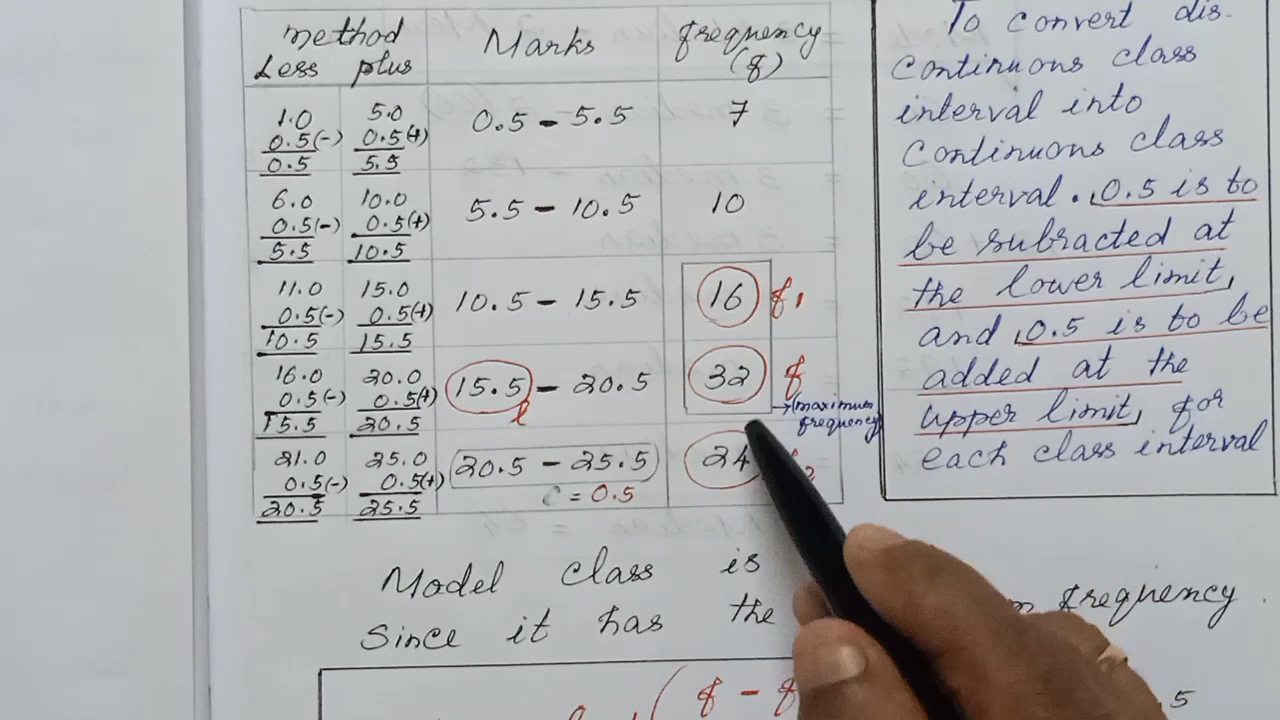 method Marks frequency
Less plus (f)
1.0 5.0 0.5 - 5.5 7
0.5(-) 0.5(+)
0.5 5.5
6.0 10.0 5.5 - 10.5 10
0.5(-) 0.5(+)
5.5 10.5
11.0 15.0 10.5 - 15.5 16 f1
0.5(-) 0.5(+)
10.5 15.5
16.0 20.0 15.5 - 20.5 32 f
0.5(-) 0.5(+) l → (maximum
15.5 20.5 frequency)
21.0 25.0 20.5 - 25.5 24
0.5(-) 0.5(+) c = 0.5
20.5 25.5
To convert dis-
continuous class
interval into
continuous class
interval. 0.5 is to
be subracted at
the lower limit,
and 0.5 is to be
added at the
upper limit, for
each class interval
Model class is
Since it has the frequency.
f - f
5